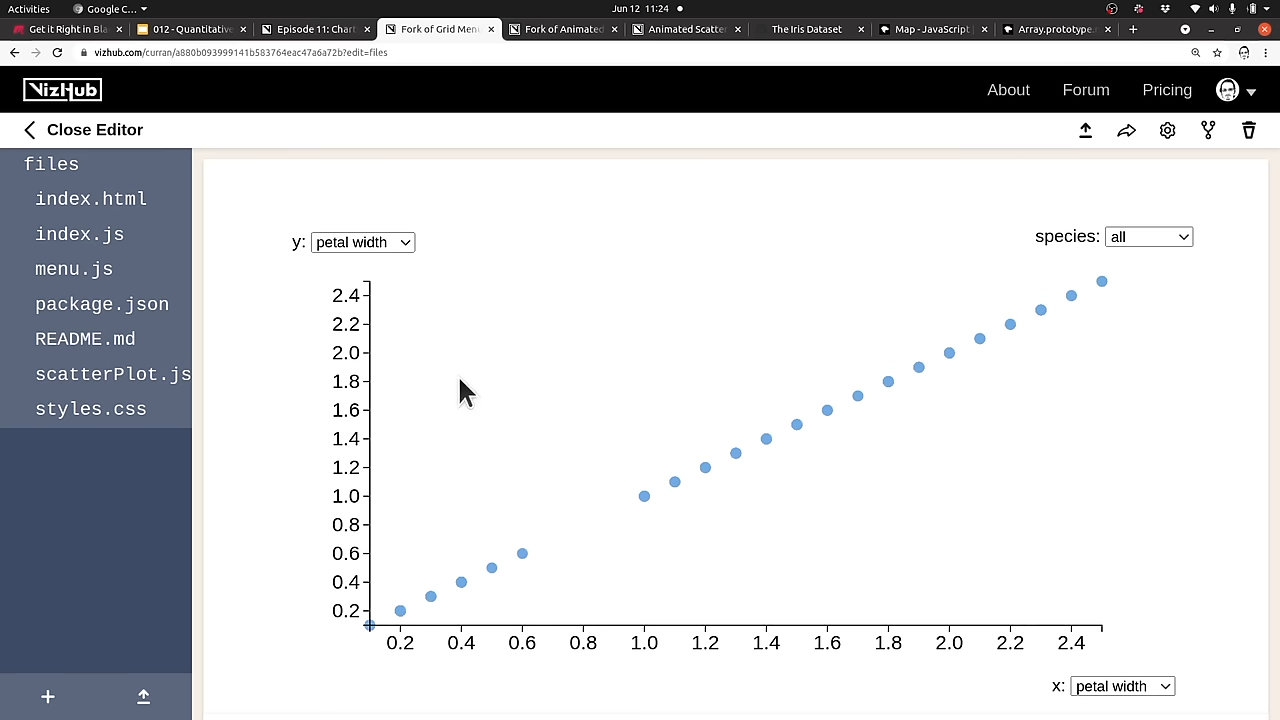 Activities Google C... Jun 12 11:24
Get It Right in Bla 012 - Quantitative Episode 11: Chart Fork of Grid Menu Fork of Animated Animated Scatter The Iris Dataset Map - JavaScript Array.prototype.r
vizhub.com/curran/a880b093999141b583764eac47a6a72b?edit=files
VizHub About Forum Pricing
Close Editor
files
index.html
index.js
menu.js
package.json
README.md
scatterPlot.js
styles.css
y: petal width
species: all
2.4
2.2
2.0
1.8
1.6
1.4
1.2
1.0
0.8
0.6
0.4
0.2
0.2 0.4 0.6 0.8 1.0 1.2 1.4 1.6 1.8 2.0 2.2 2.4
x: petal width